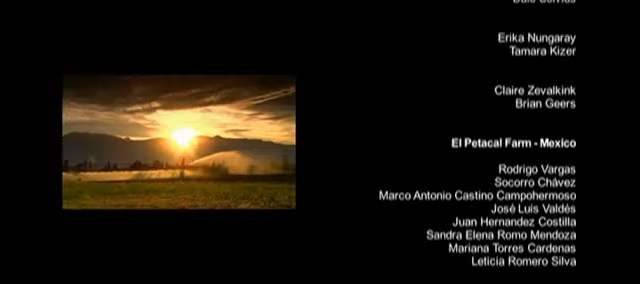 Erika Nungaray
Tamara Kizer
Claire Zevalkink
Brian Geers
El Petacal Farm - Mexico
Rodrigo Vargas
Socorro Chávez
Marco Antonio Castino Campohermoso
José Luis Valdés
Juan Hernandez Costilla
Sandra Elena Romo Mendoza
Mariana Torres Cardenas
Leticia Romero Silva